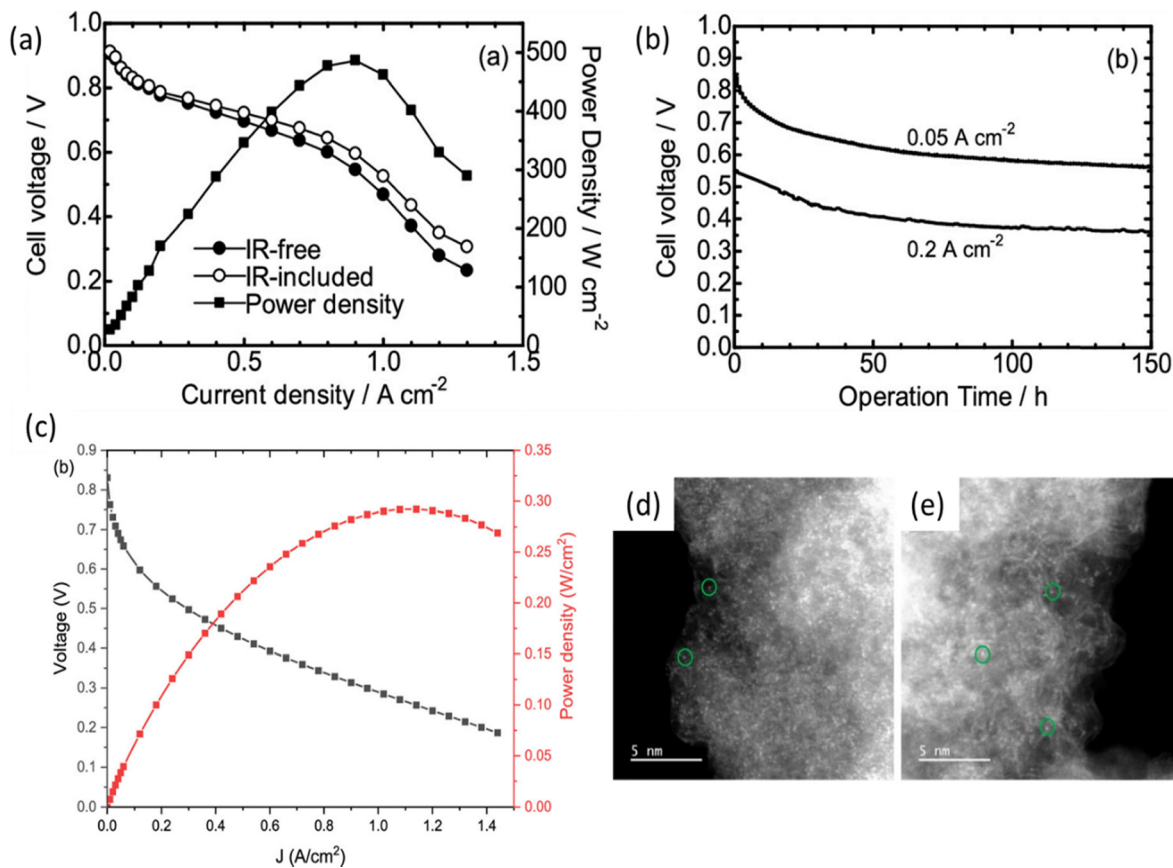 (a)
(a)
1.0
0.8
0.6
0.4
0.2
0.0
Cell voltage / V
500
400
300
200
100
0
Power Density / W cm⁻²
IR-free
IR-included
Power density
0.0
0.5
1.0
1.5
Current density / A cm⁻²
(b)
(b)
1.0
0.9
0.8
0.7
0.6
0.5
0.4
0.3
0.2
0.1
0.0
Cell voltage / V
0.05 A cm⁻²
0.2 A cm⁻²
0
50
100
150
Operation Time / h
(c)
(b)
0.9
0.8
0.7
0.6
0.5
0.4
0.3
0.2
0.1
0.0
Voltage (V)
0.35
0.30
0.25
0.20
0.15
0.10
0.05
0.00
Power density (W/cm²)
0.0
0.2
0.4
0.6
0.8
1.0
1.2
1.4
J (A/cm²)
(d)
5 nm
(e)
5 nm